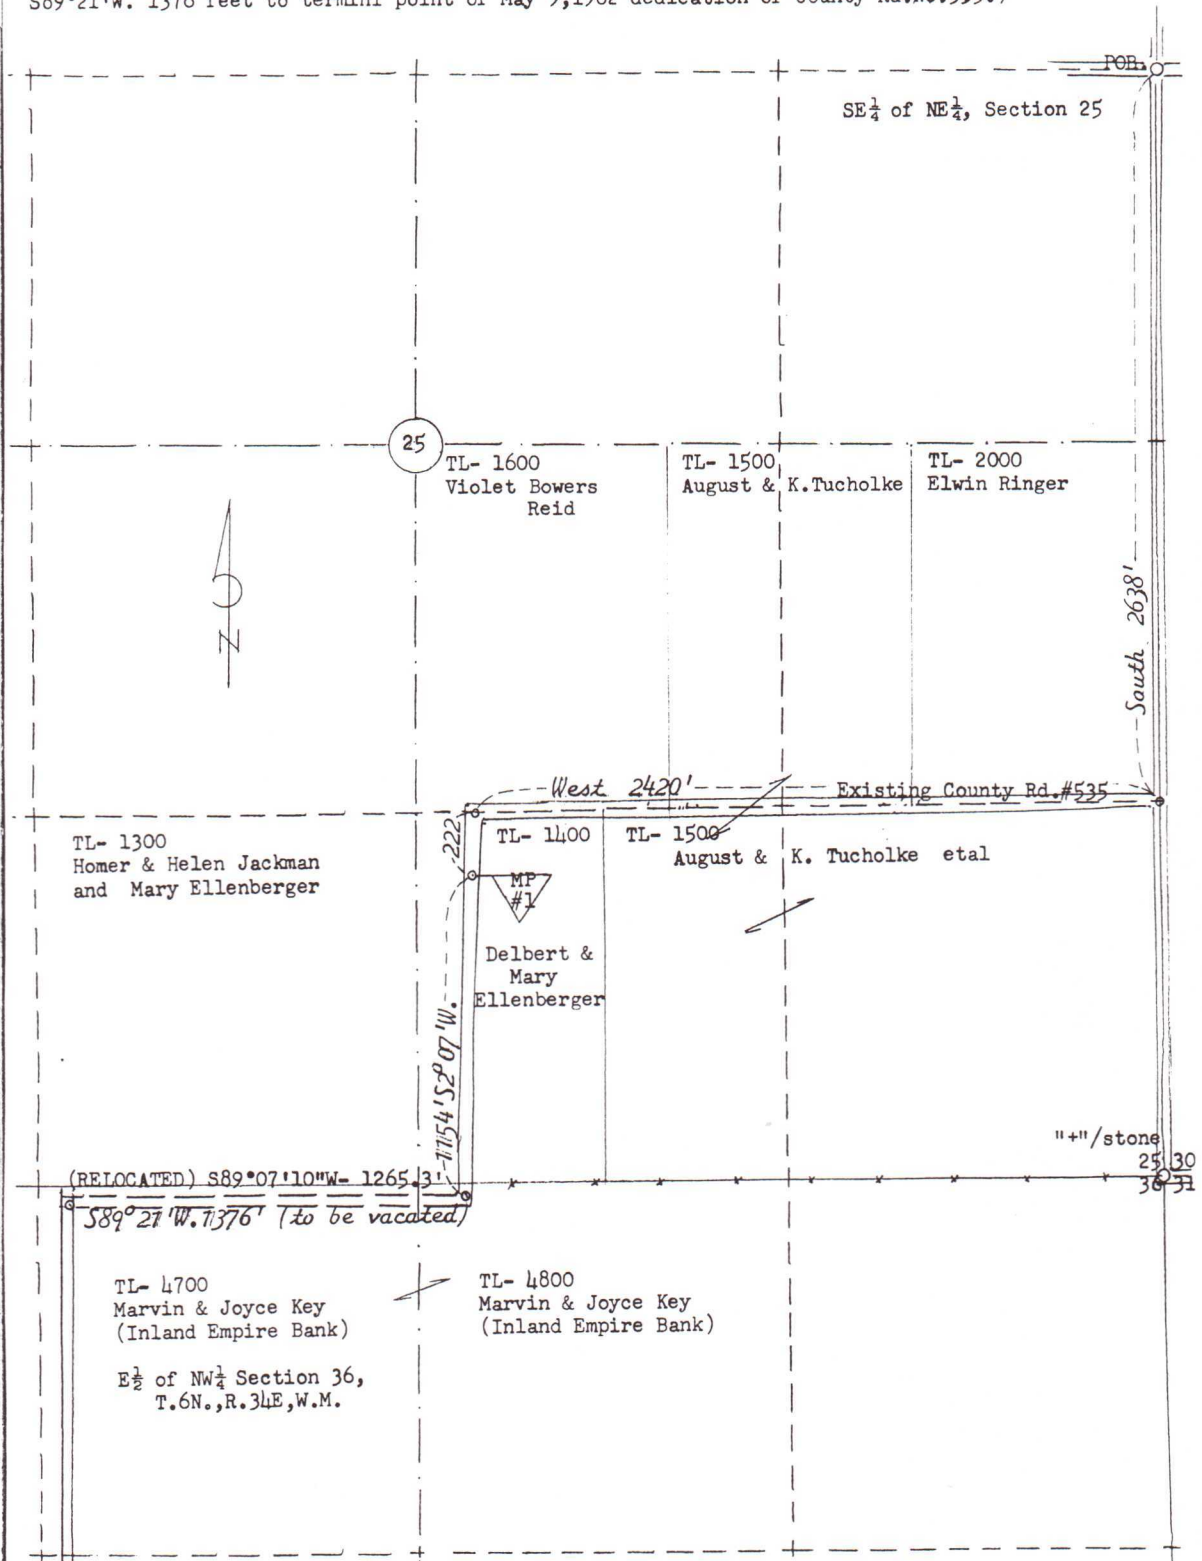 S89°21'W. 1376 feet to termini point of May
dedication of County Rd.No.535.)
POB.
SE¼ of NE¼, Section 25
25
TL- 1600
Violet Bowers
Reid
TL- 1500
August & K.Tucholke
TL- 2000
Elwin Ringer
N
South 2638'
West 2420'
Existing County Rd.#535
222'
TL- 1300
Homer & Helen Jackman
and Mary Ellenberger
TL- 1400
TL- 1500
August & K. Tucholke etal
MP
#1
Delbert &
Mary
Ellenberger
1154' S2°07'W.
"+"/stone
25 30
36 31
(RELOCATED) S89°07'10"W- 1265.3'
S89°21'W. 1376' (to be vacated)
TL- 4700
Marvin & Joyce Key
(Inland Empire Bank)
TL- 4800
Marvin & Joyce Key
(Inland Empire Bank)
E½ of NW¼ Section 36,
T.6N.,R.34E,W.M.